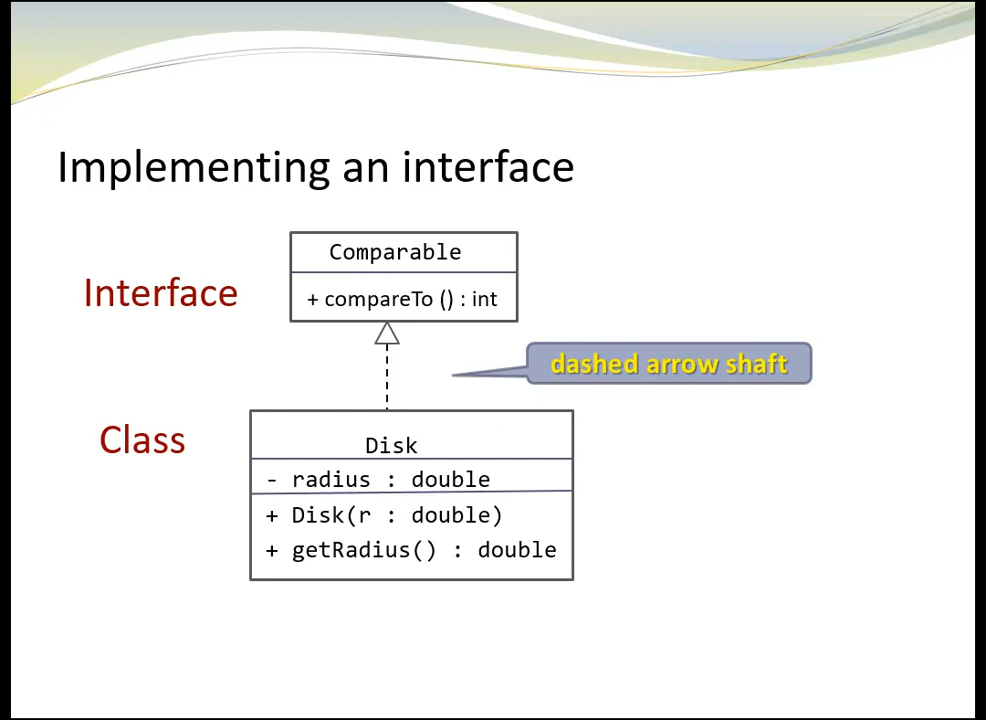 Implementing an interface
Comparable
Interface
+ compareTo () : int
dashed arrow shaft
Class
Disk
- radius : double
+ Disk(r : double)
+ getRadius() : double